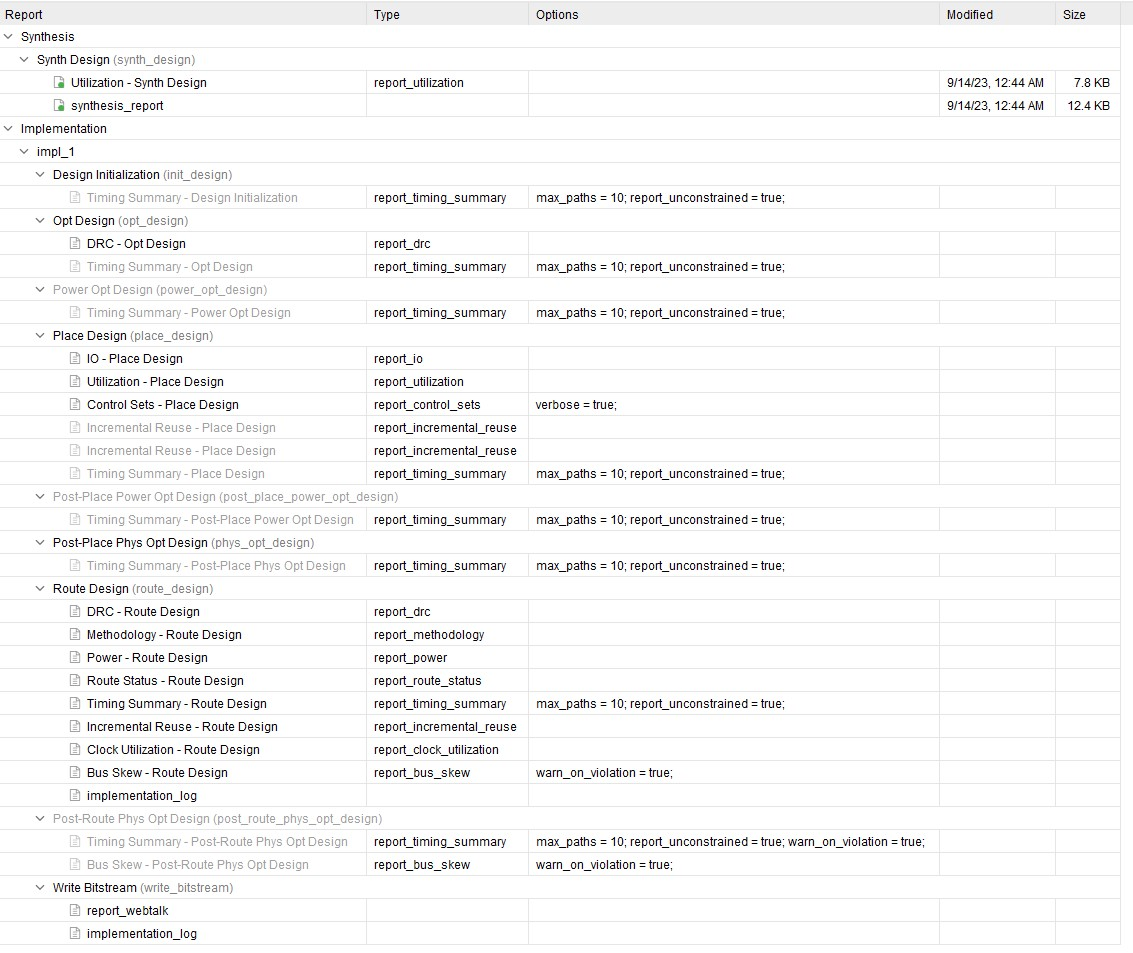 Report Type Options Modified Size
Synthesis
Synth Design (synth_design)
Utilization - Synth Design report_utilization 9/14/23, 12:44 AM 7.8 KB
synthesis_report 9/14/23, 12:44 AM 12.4 KB
Implementation
impl_1
Design Initialization (init_design)
Timing Summary - Design Initialization report_timing_summary max_paths = 10; report_unconstrained = true;
Opt Design (opt_design)
DRC - Opt Design report_drc
Timing Summary - Opt Design report_timing_summary max_paths = 10; report_unconstrained = true;
Power Opt Design (power_opt_design)
Timing Summary - Power Opt Design report_timing_summary max_paths = 10; report_unconstrained = true;
Place Design (place_design)
IO - Place Design report_io
Utilization - Place Design report_utilization
Control Sets - Place Design report_control_sets verbose = true;
Incremental Reuse - Place Design report_incremental_reuse
Incremental Reuse - Place Design report_incremental_reuse
Timing Summary - Place Design report_timing_summary max_paths = 10; report_unconstrained = true;
Post-Place Power Opt Design (post_place_power_opt_design)
Timing Summary - Post-Place Power Opt Design report_timing_summary max_paths = 10; report_unconstrained = true;
Post-Place Phys Opt Design (phys_opt_design)
Timing Summary - Post-Place Phys Opt Design report_timing_summary max_paths = 10; report_unconstrained = true;
Route Design (route_design)
DRC - Route Design report_drc
Methodology - Route Design report_methodology
Power - Route Design report_power
Route Status - Route Design report_route_status
Timing Summary - Route Design report_timing_summary max_paths = 10; report_unconstrained = true;
Incremental Reuse - Route Design report_incremental_reuse
Clock Utilization - Route Design report_clock_utilization
Bus Skew - Route Design report_bus_skew warn_on_violation = true;
implementation_log
Post-Route Phys Opt Design (post_route_phys_opt_design)
Timing Summary - Post-Route Phys Opt Design report_timing_summary max_paths = 10; report_unconstrained = true; warn_on_violation = true;
Bus Skew - Post-Route Phys Opt Design report_bus_skew warn_on_violation = true;
Write Bitstream (write_bitstream)
report_webtalk
implementation_log